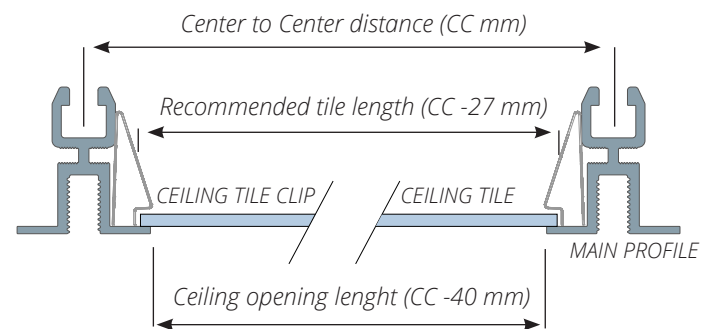 Center to Center distance (CC mm)
Recommended tile length (CC -27 mm)
CEILING TILE CLIP
CEILING TILE
MAIN PROFILE
Ceiling opening lenght (CC -40 mm)